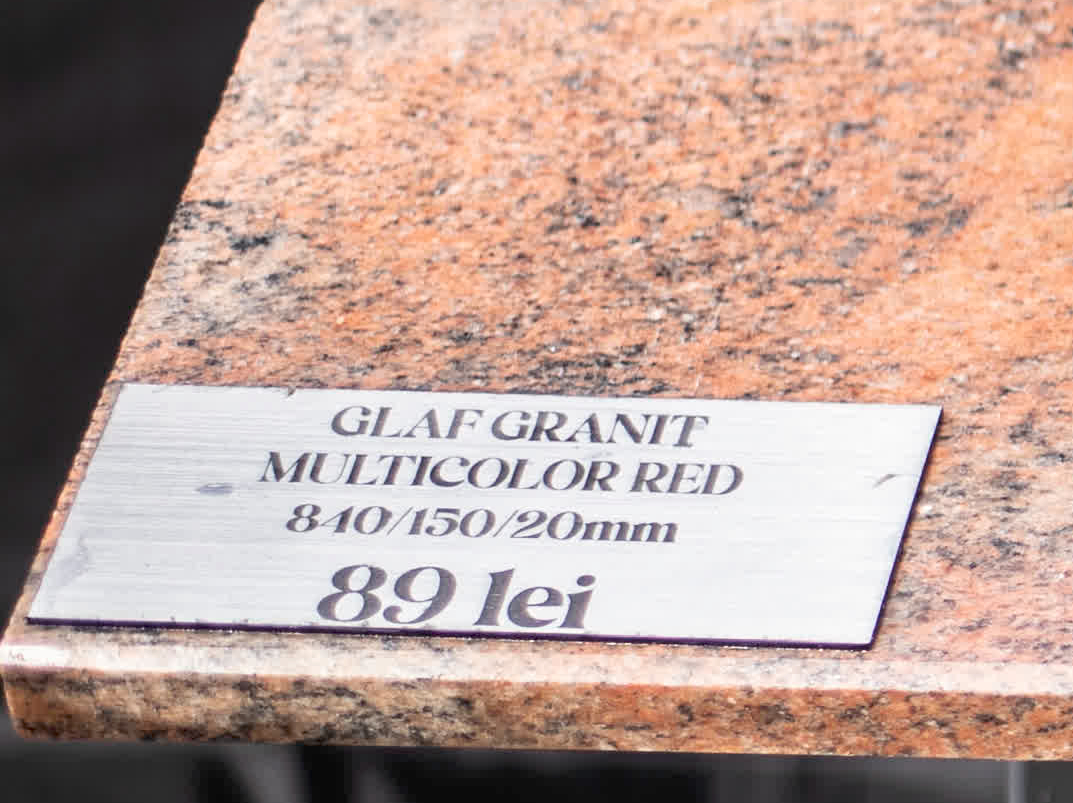 GLAF GRANIT
MULTICOLOR RED
840/150/20mm
89 lei